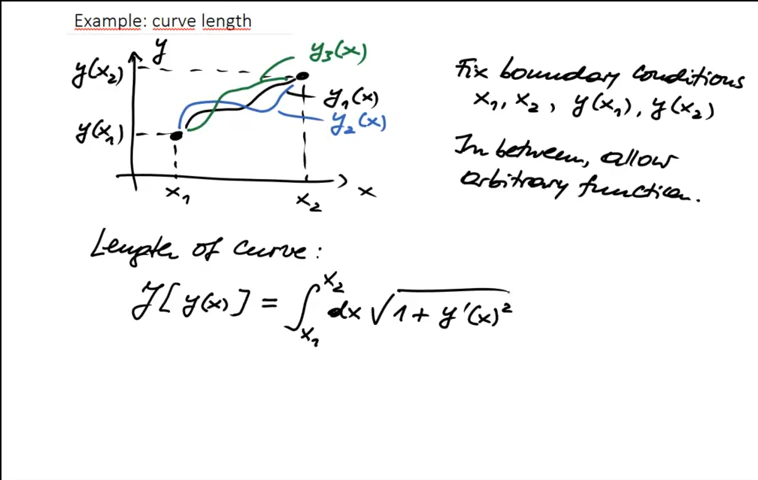 Example: curve length
y
y(x₂)
y(x₁)
y₃(x)
y₁(x)
y₂(x)
x₁
x₂
x
Fix boundary conditions
x₁, x₂, y(x₁), y(x₂)
In between, allow
arbitrary function.
Length of curve:
J[y(x)] = ∫_{x₁}^{x₂} dx √(1 + y'(x)²)